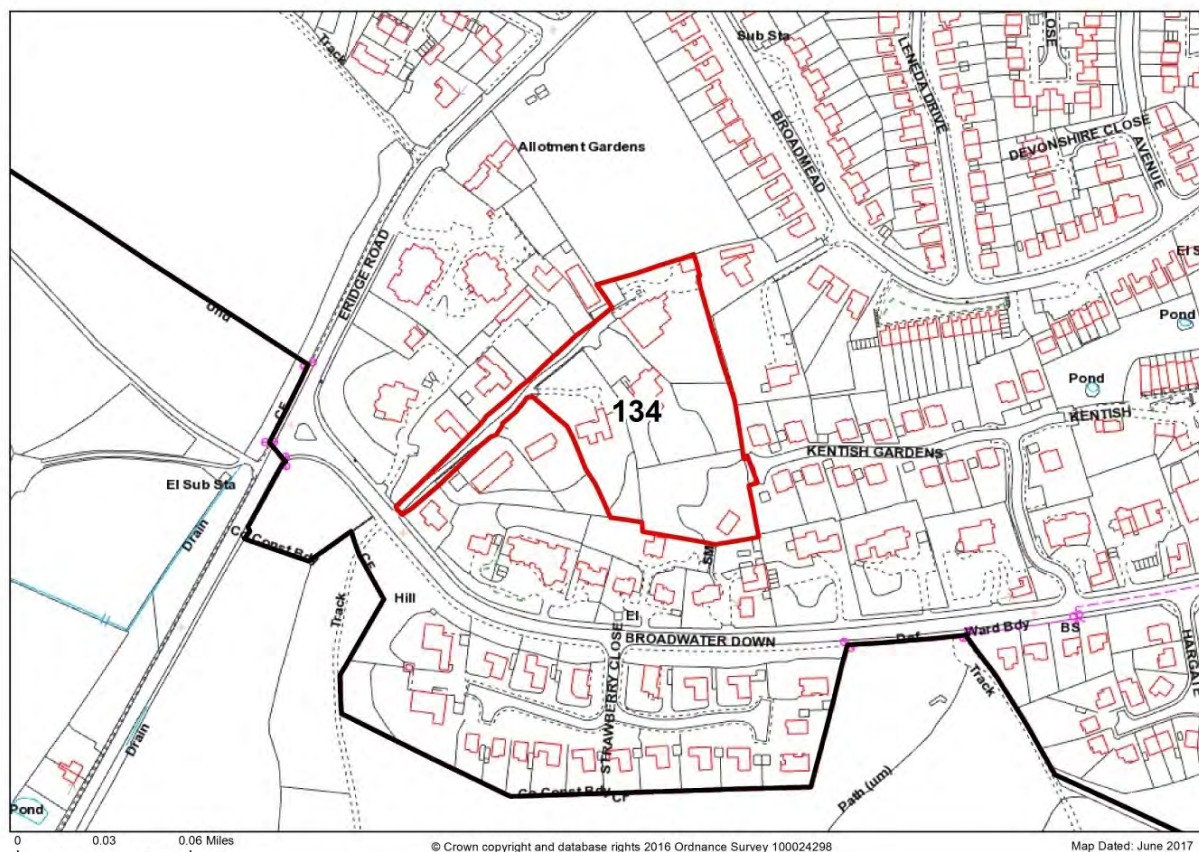 Track
Sub Sta
LENEDA DRIVE
OSE
BROADMEAD
DEVONSHIRE CLOSE
AVENUE
Allotment Gardens
ERIDGE ROAD
Und
El S
Pond
Pond
CF
134
KENTISH
KENTISH GARDENS
El Sub Sta
Drain
Co Const Bdy
CF
SM
Track
Hill
El
BROADWATER DOWN
Def
Ward Bdy
BS
HARGAT
Track
STRAWBERRY CLOSE
Drain
Co Const Bdy
CF
Path (um)
Pond
0 0.03 0.06 Miles
© Crown copyright and database rights 2016 Ordnance Survey 100024298
Map Dated: June 2017